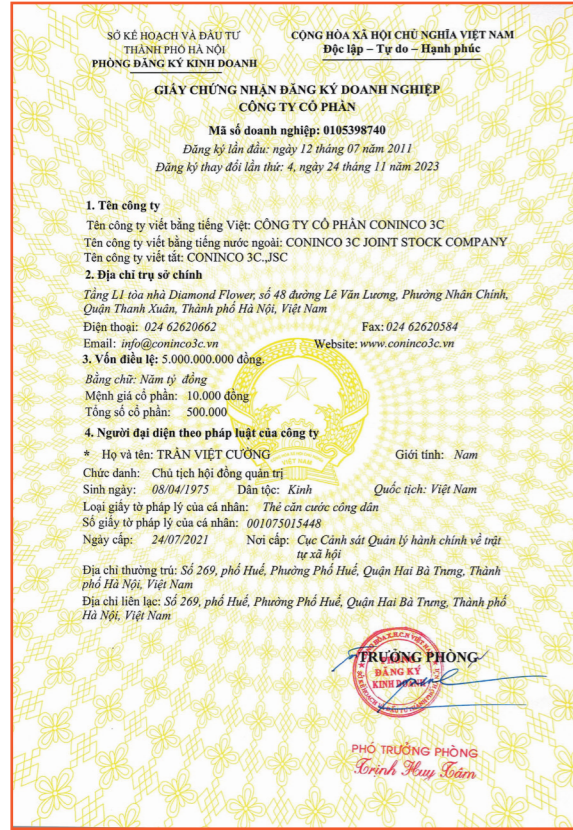 SỞ KẾ HOẠCH VÀ ĐẦU TƯ
THÀNH PHỐ HÀ NỘI
PHÒNG ĐĂNG KÝ KINH DOANH
CỘNG HÒA XÃ HỘI CHỦ NGHĨA VIỆT NAM
Độc lập – Tự do – Hạnh phúc
GIẤY CHỨNG NHẬN ĐĂNG KÝ DOANH NGHIỆP
CÔNG TY CỔ PHẦN
Mã số doanh nghiệp: 0105398740
Đăng ký lần đầu: ngày 12 tháng 07 năm 2011
Đăng ký thay đổi lần thứ: 4, ngày 24 tháng 11 năm 2023
1. Tên công ty
Tên công ty viết bằng tiếng Việt: CÔNG TY CỔ PHẦN CONINCO 3C
Tên công ty viết bằng tiếng nước ngoài: CONINCO 3C JOINT STOCK COMPANY
Tên công ty viết tắt: CONINCO 3C.,JSC
2. Địa chỉ trụ sở chính
Tầng L1 tòa nhà Diamond Flower, số 48 đường Lê Văn Lương, Phường Nhân Chính,
Quận Thanh Xuân, Thành phố Hà Nội, Việt Nam
Điện thoại: 024 62620662 Fax: 024 62620584
Email: info@coninco3c.vn Website: www.coninco3c.vn
3. Vốn điều lệ: 5.000.000.000 đồng.
Bằng chữ: Năm tỷ đồng
Mệnh giá cổ phần: 10.000 đồng
Tổng số cổ phần: 500.000
4. Người đại diện theo pháp luật của công ty
* Họ và tên: TRẦN VIỆT CƯỜNG Giới tính: Nam
Chức danh: Chủ tịch hội đồng quản trị
Sinh ngày: 08/04/1975 Dân tộc: Kinh Quốc tịch: Việt Nam
Loại giấy tờ pháp lý của cá nhân: Thẻ căn cước công dân
Số giấy tờ pháp lý của cá nhân: 001075015448
Ngày cấp: 24/07/2021 Nơi cấp: Cục Cảnh sát Quản lý hành chính về trật
tự xã hội
Địa chỉ thường trú: Số 269, phố Huế, Phường Phố Huế, Quận Hai Bà Trưng, Thành
phố Hà Nội, Việt Nam
Địa chỉ liên lạc: Số 269, phố Huế, Phường Phố Huế, Quận Hai Bà Trưng, Thành phố
Hà Nội, Việt Nam
TRƯỞNG PHÒNG
PHÒNG
ĐĂNG KÝ
KINH DOANH
PHÓ TRƯỞNG PHÒNG
Trịnh Huy Tám